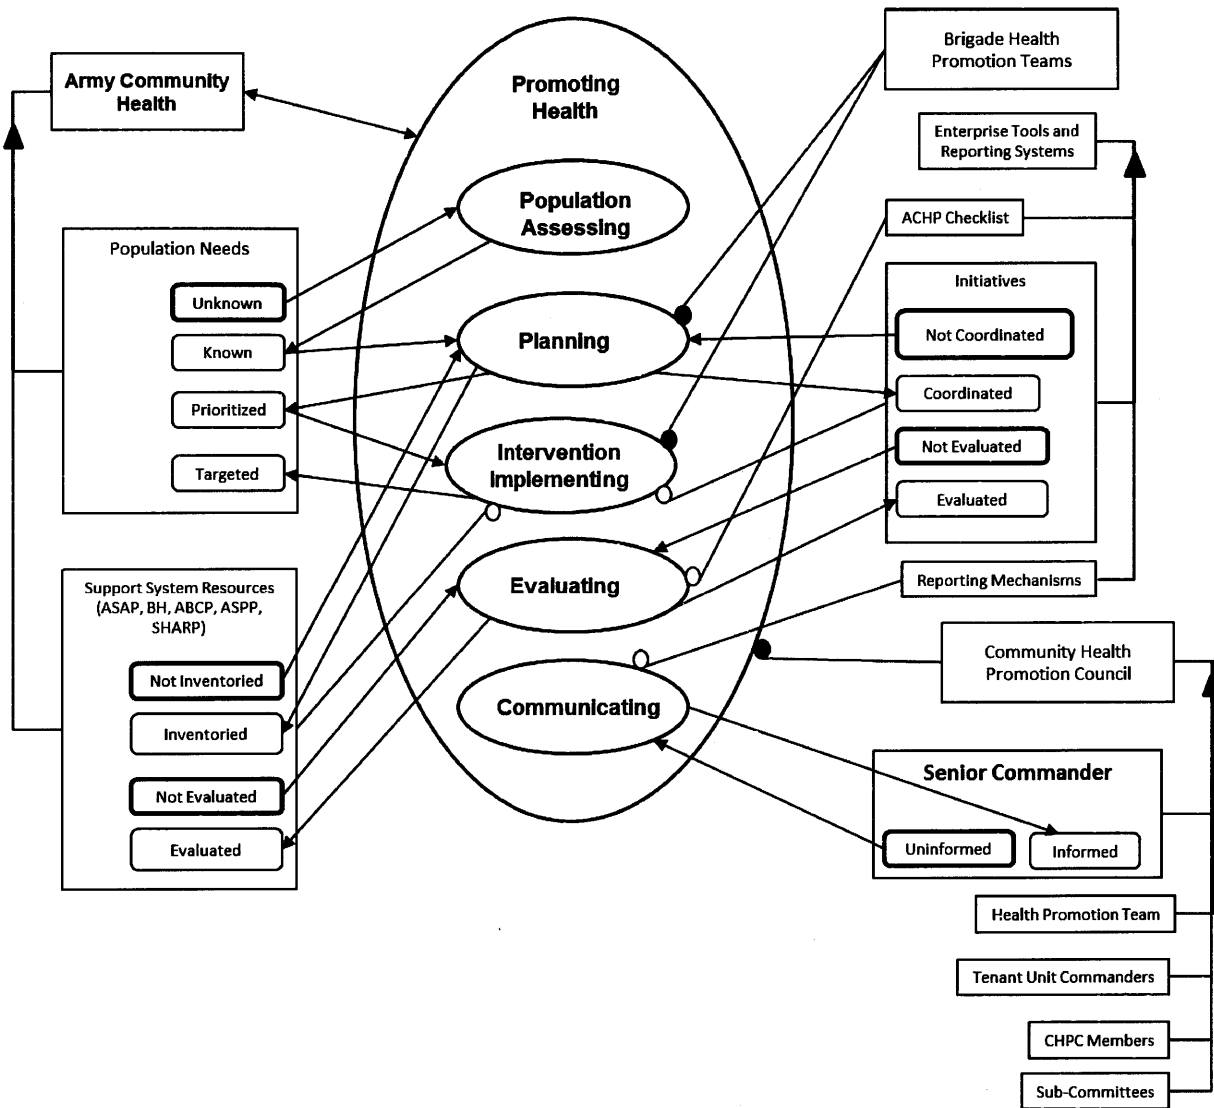 Army Community
Health
Population Needs
Unknown
Known
Prioritized
Targeted
Support System Resources
(ASAP, BH, ABCP, ASPP,
SHARP)
Not Inventoried
Inventoried
Not Evaluated
Evaluated
Promoting
Health
Population
Assessing
Planning
Intervention
Implementing
Evaluating
Communicating
Brigade Health
Promotion Teams
Enterprise Tools and
Reporting Systems
ACHP Checklist
Initiatives
Not Coordinated
Coordinated
Not Evaluated
Evaluated
Reporting Mechanisms
Community Health
Promotion Council
Senior Commander
Uninformed
Informed
Health Promotion Team
Tenant Unit Commanders
CHPC Members
Sub-Committees